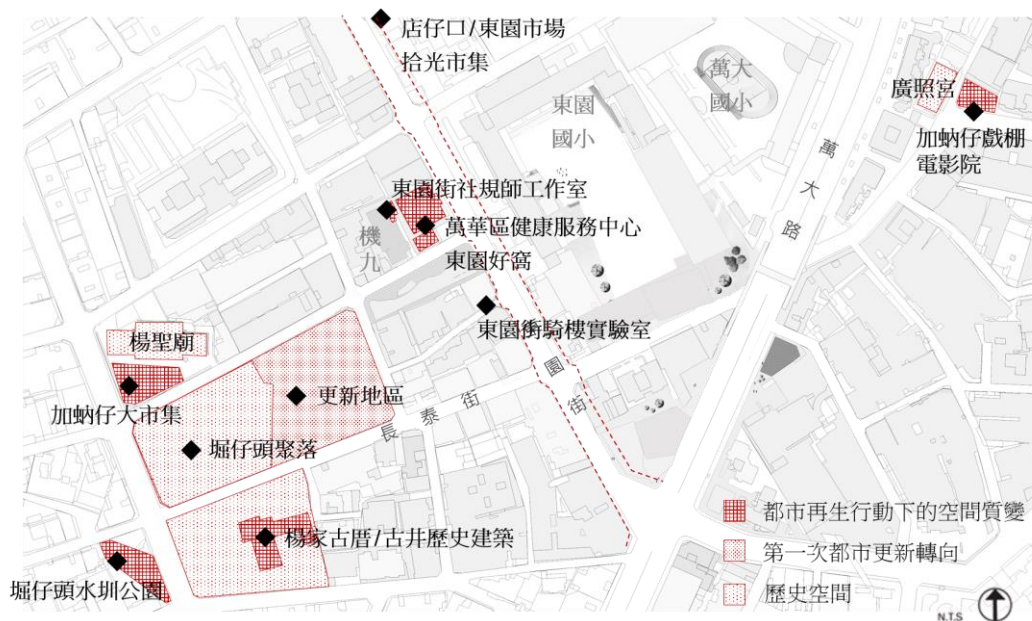 店仔口/東園市場
拾光市集
萬大
國小
廣照宮
東園
國小
加蚋仔戲棚
電影院
萬大路
東園街社規師工作室
機九
萬華區健康服務中心
東園好窩
東園街騎樓實驗室
楊聖廟
園街
更新地區
長泰街
加蚋仔大市集
堀仔頭聚落
都市再生行動下的空間質變
楊家古厝/古井歷史建築
第一次都市更新轉向
堀仔頭水圳公園
歷史空間
N.T.S